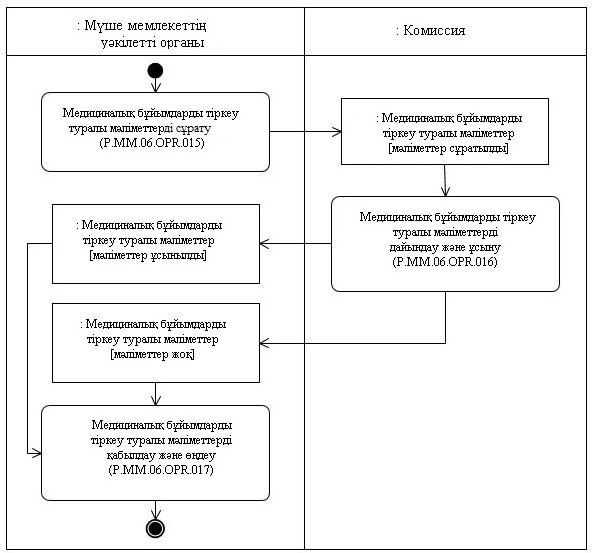 : Мүше мемлекеттің
уәкілетті органы
: Комиссия
Медициналық бұйымдарды тіркеу
туралы мәліметтерді сұрату
(P.MM.06.OPR.015)
: Медициналық бұйымдарды
тіркеу туралы мәліметтер
[мәліметтер сұратылды]
Медициналық бұйымдарды тіркеу
туралы мәліметтерді
дайындау және ұсыну
(P.MM.06.OPR.016)
: Медициналық бұйымдарды
тіркеу туралы мәліметтер
[мәліметтер ұсынылды]
: Медициналық бұйымдарды
тіркеу туралы мәліметтер
[мәліметтер жоқ]
Медициналық бұйымдарды
тіркеу туралы мәліметтерді
қабылдау және өңдеу
(P.MM.06.OPR.017)